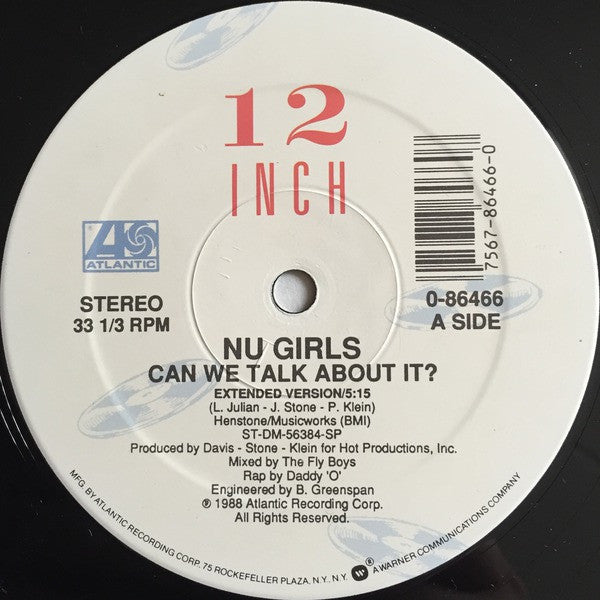 12
INCH
7567-86466-0
ATLANTIC
STEREO
33 1/3 RPM
0-86466
A SIDE
NU GIRLS
CAN WE TALK ABOUT IT?
EXTENDED VERSION/5:15
(L. Julian - J. Stone - P. Klein)
Henstone/Musicworks (BMI)
ST-DM-56384-SP
Produced by Davis - Stone - Klein for Hot Productions, Inc.
Mixed by The Fly Boys
Rap by Daddy 'O'
Engineered by B. Greenspan
℗ 1988 Atlantic Recording Corp.
All Rights Reserved.
MFG. BY ATLANTIC RECORDING CORP. 75 ROCKEFELLER PLAZA, N.Y., N.Y. ® A WARNER COMMUNICATIONS COMPANY